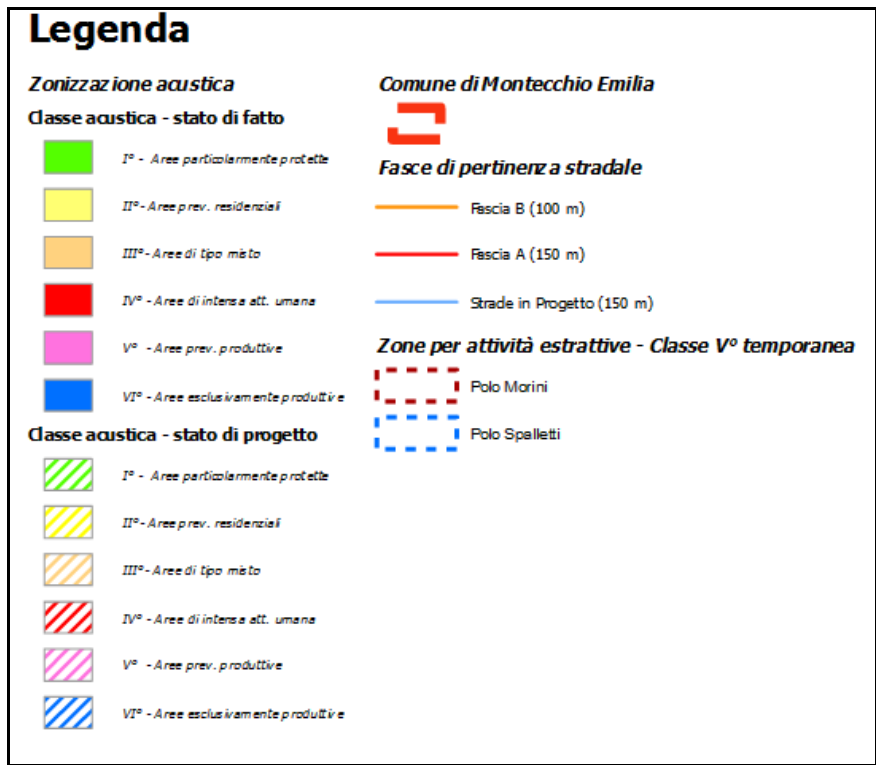 Legenda
Zonizzazione acustica
Classe acustica - stato di fatto
I° - Aree particolarmente protette
II° - Aree prev. residenziali
III° - Aree di tipo misto
IV° - Aree di intensa att. umana
V° - Aree prev. produttive
VI° - Aree esclusivamente produttive
Classe acustica - stato di progetto
I° - Aree particolarmente protette
II° - Aree prev. residenziali
III° - Aree di tipo misto
IV° - Aree di intensa att. umana
V° - Aree prev. produttive
VI° - Aree esclusivamente produttive
Comune di Montecchio Emilia
Fasce di pertinenza stradale
Fascia B (100 m)
Fascia A (150 m)
Strade in Progetto (150 m)
Zone per attività estrattive - Classe V° temporanea
Polo Morini
Polo Spalletti